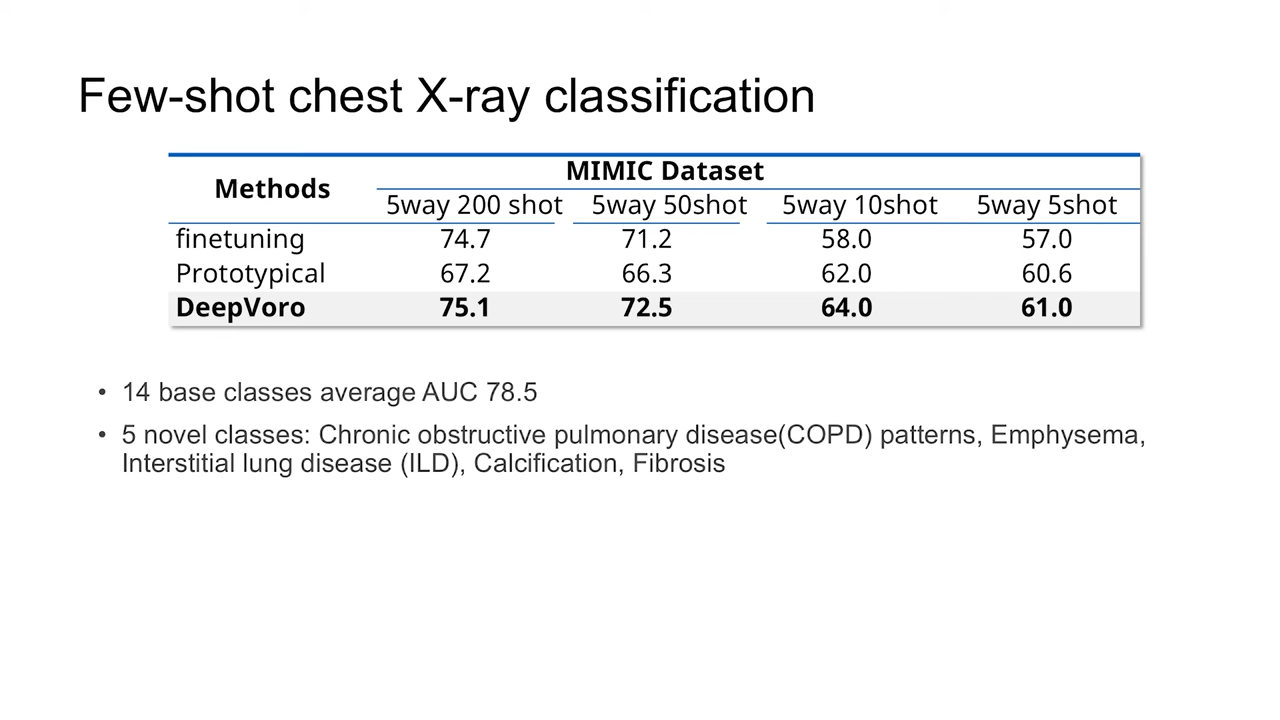 Few-shot chest X-ray classification
Methods
MIMIC Dataset
5way 200 shot 5way 50shot 5way 10shot 5way 5shot
finetuning 74.7 71.2 58.0 57.0
Prototypical 67.2 66.3 62.0 60.6
DeepVoro 75.1 72.5 64.0 61.0
• 14 base classes average AUC 78.5
• 5 novel classes: Chronic obstructive pulmonary disease(COPD) patterns, Emphysema,
Interstitial lung disease (ILD), Calcification, Fibrosis